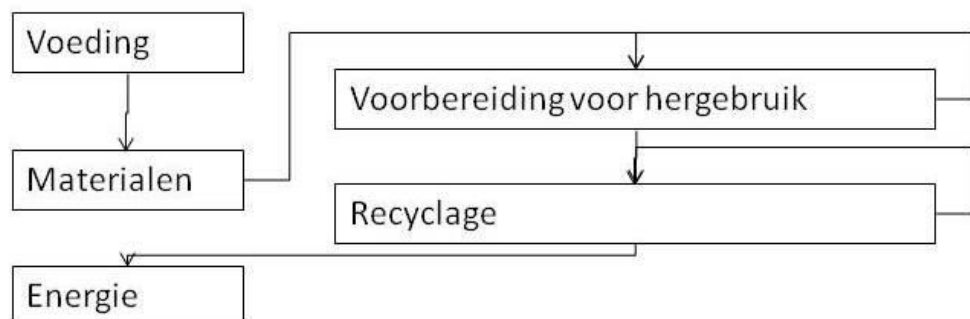 Voeding
Voorbereiding voor hergebruik
Materialen
Recyclage
Energie